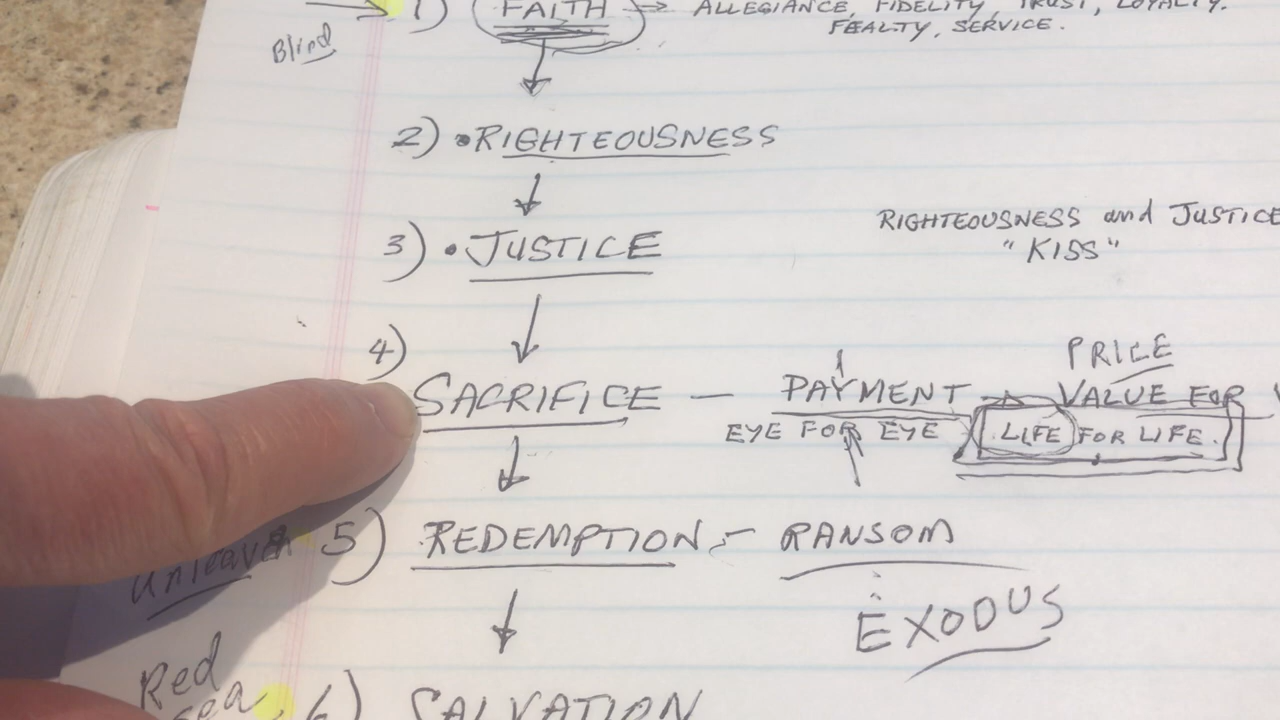 1) FAITH → ALLEGIANCE, FIDELITY, TRUST, LOYALTY.
FEALTY, SERVICE.
Blind
2) • RIGHTEOUSNESS
3) • JUSTICE
RIGHTEOUSNESS and JUSTICE
"KISS"
4)
PRICE
SACRIFICE — PAYMENT → VALUE FOR
EYE FOR EYE LIFE FOR LIFE.
5) REDEMPTION - RANSOM
Unleaven
EXODUS
Red
sea
6) SALVATION